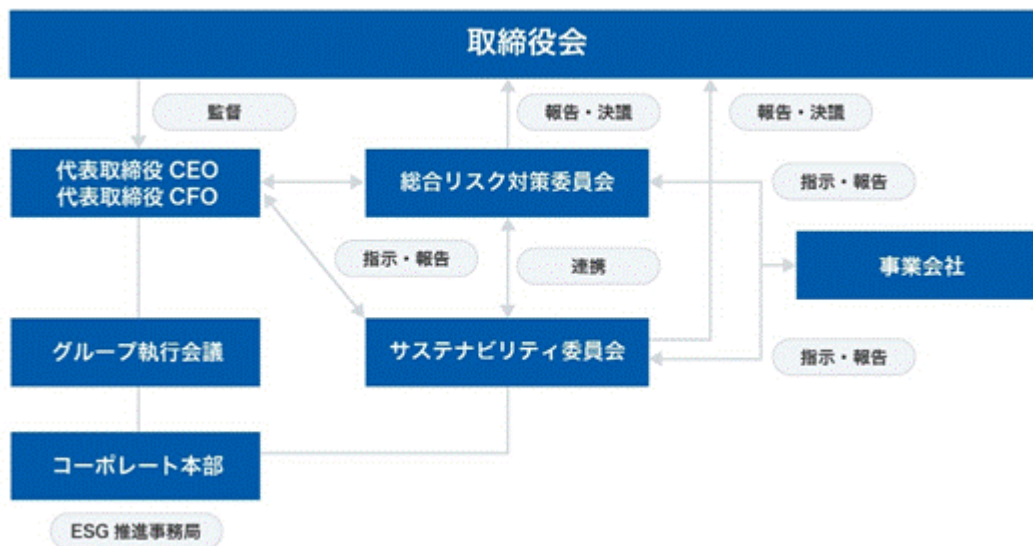 取締役会
監督
報告・決議
報告・決議
代表取締役 CEO
代表取締役 CFO
総合リスク対策委員会
指示・報告
指示・報告
連携
事業会社
グループ執行会議
サステナビリティ委員会
指示・報告
コーポレート本部
ESG 推進事務局